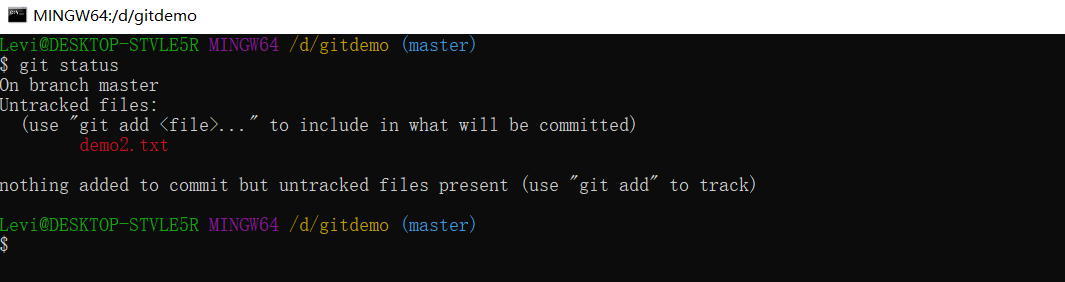 MINGW64:/d/gitdemo
Levi@DESKTOP-STVLE5R MINGW64 /d/gitdemo (master)
$ git status
On branch master
Untracked files:
  (use "git add <file>..." to include in what will be committed)
        demo2.txt

nothing added to commit but untracked files present (use "git add" to track)

Levi@DESKTOP-STVLE5R MINGW64 /d/gitdemo (master)
$